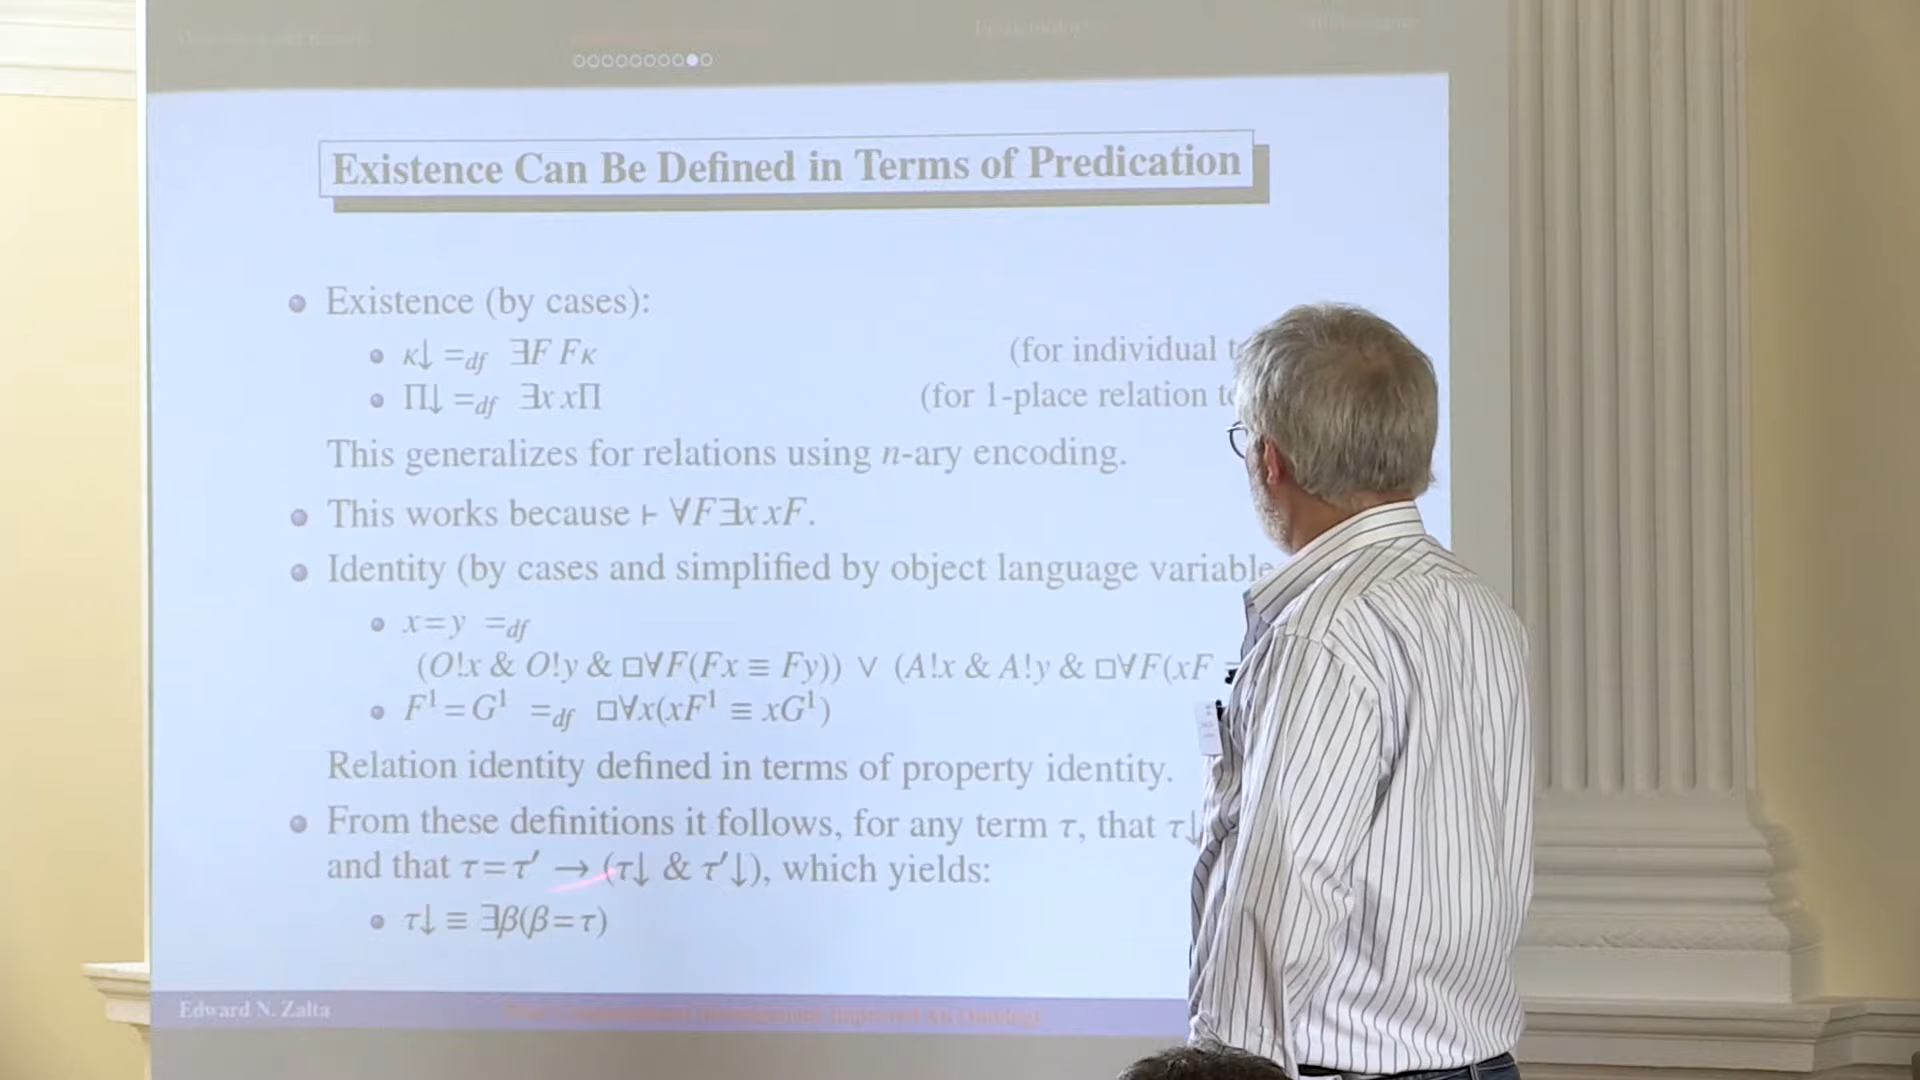 Existence Can Be Defined in Terms of Predication
Existence (by cases):
κ↓ =df ∃F Fκ (for individual
Π↓ =df ∃x xΠ (for 1-place relation
This generalizes for relations using n-ary encoding.
This works because ⊢ ∀F∃x xF.
Identity (by cases and simplified by object language variable
x=y =df
(O!x & O!y & □∀F(Fx ≡ Fy)) ∨ (A!x & A!y & □∀F(xF
F¹=G¹ =df □∀x(xF¹ ≡ xG¹)
Relation identity defined in terms of property identity.
From these definitions it follows, for any term τ, that τ↓
and that τ=τ′ → (τ↓ & τ′↓), which yields:
τ↓ ≡ ∃β(β=τ)
Edward N. Zalta